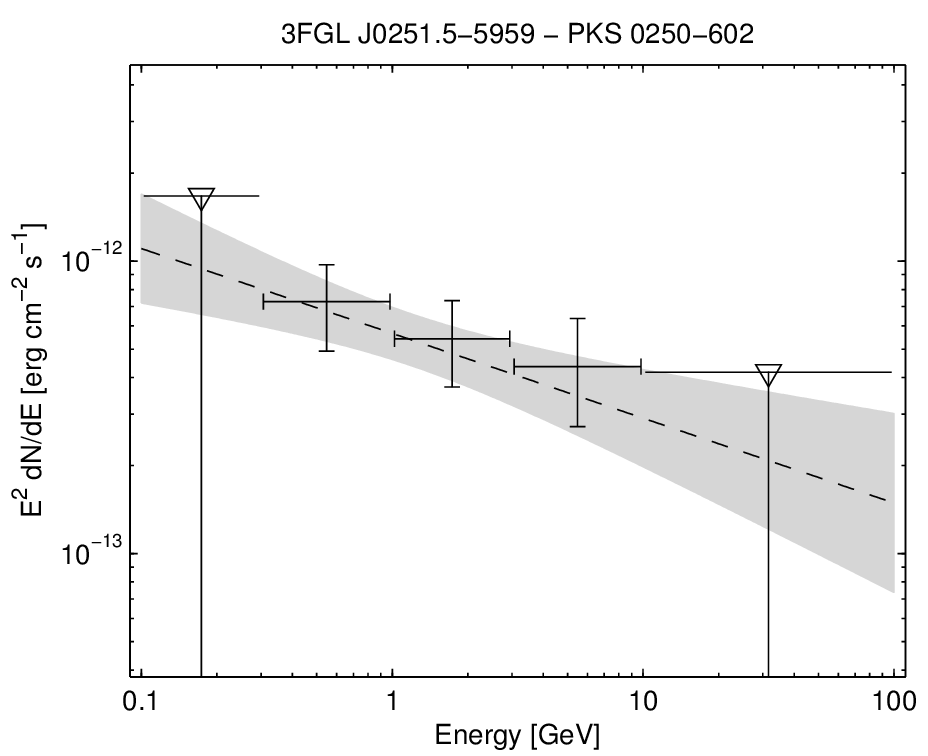 3FGL J0251.5−5959 − PKS 0250−602
E² dN/dE [erg cm⁻² s⁻¹]
10⁻¹²
10⁻¹³
0.1 1 10 100
Energy [GeV]